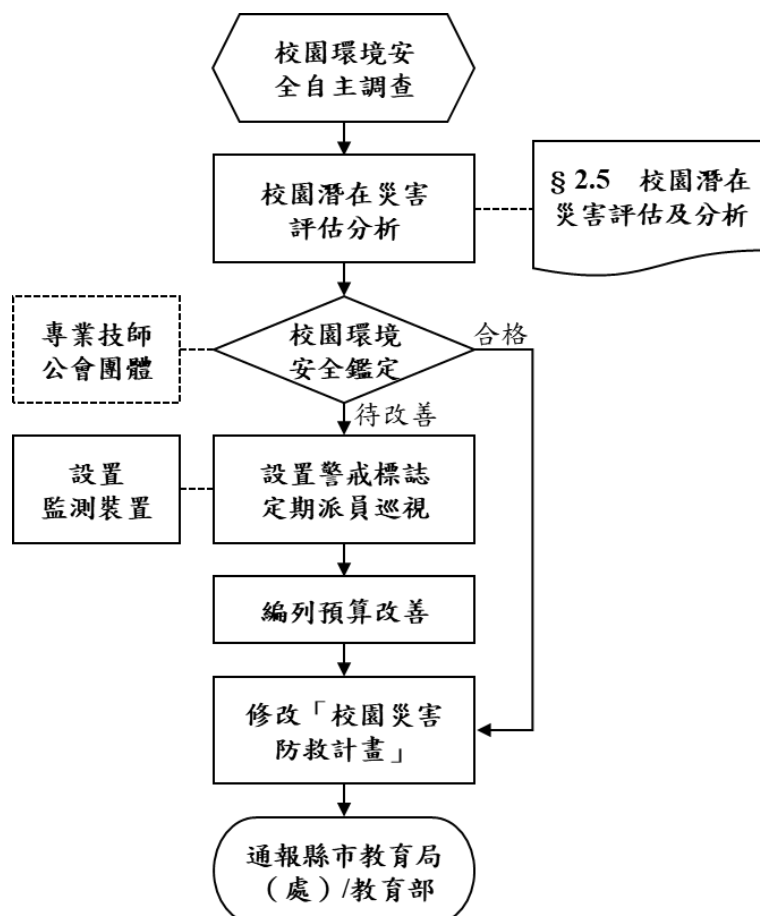 校園環境安
全自主調查
校園潛在災害
評估分析
§ 2.5 校園潛在
災害評估及分析
專業技師
公會團體
校園環境
安全鑑定
合格
待改善
設置
監測裝置
設置警戒標誌
定期派員巡視
編列預算改善
修改「校園災害
防救計畫」
通報縣市教育局
（處）/教育部